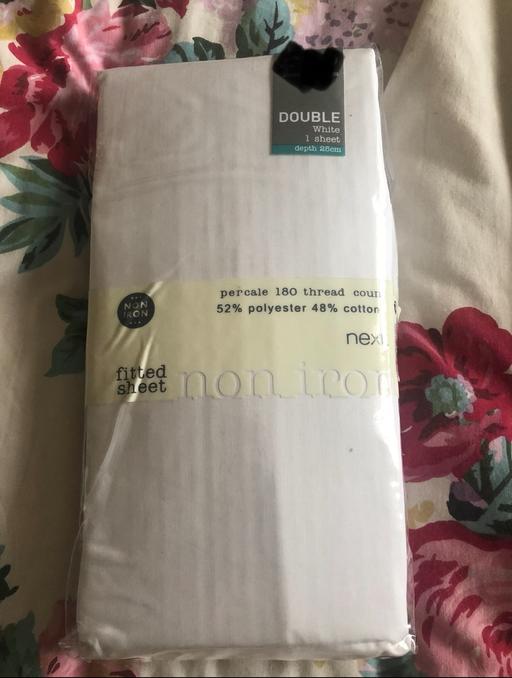 DOUBLE
White
1 sheet
depth 28cm
NON
IRON
percale 180 thread coun
52% polyester 48% cotton
next
fitted
sheet
non iron